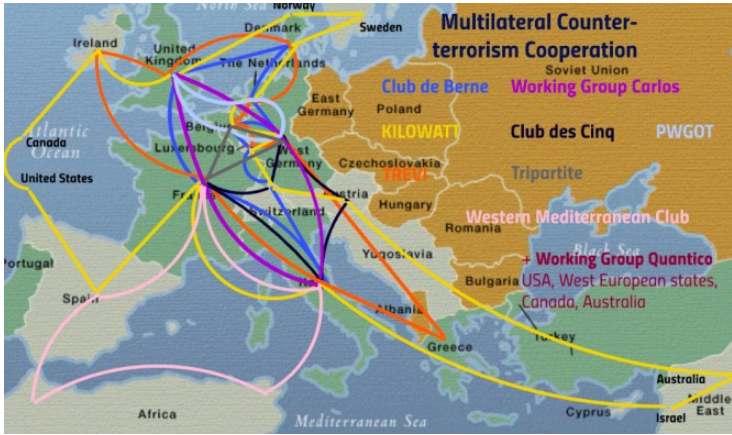 North Sea
Norway
Denmark
Sweden
Multilateral Counter-
terrorism Cooperation
Ireland
United
Kingdom
The Netherlands
Soviet Union
Club de Berne
Working Group Carlos
East
Germany
Poland
Atlantic
Ocean
Canada
Belgium
KILOWATT
Club des Cinq
PWGOT
Luxembourg
West
Germany
Czechoslovakia
TREVI
Tripartite
United States
France
Switzerland
Austria
Hungary
Romania
Western Mediterranean Club
Yugoslavia
Black Sea
+ Working Group Quantico
USA, West European states,
Canada, Australia
Portugal
Spain
Italy
Bulgaria
Albania
Greece
Turkey
Australia
Middle
East
Israel
Cyprus
Africa
Mediterranean Sea